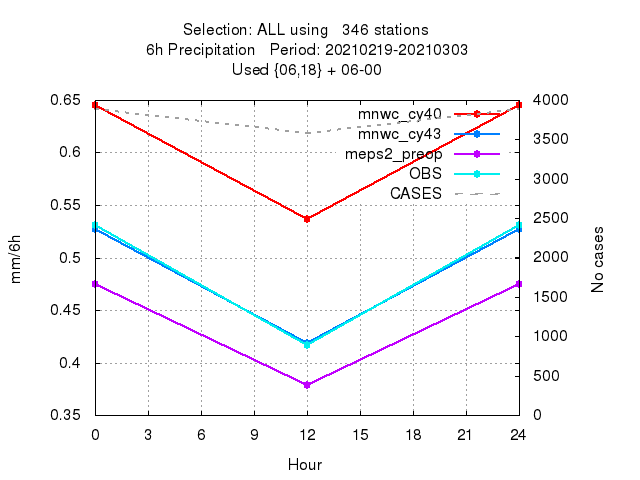 Selection: ALL using   346 stations
6h Precipitation   Period: 20210219-20210303
Used {06,18} + 06-00
0.65
0.6
0.55
0.5
0.45
0.4
0.35
mm/6h
4000
3500
3000
2500
2000
1500
1000
500
0
No cases
mnwc_cy40
mnwc_cy43
meps2_preop
OBS
CASES
0 3 6 9 12 15 18 21 24
Hour